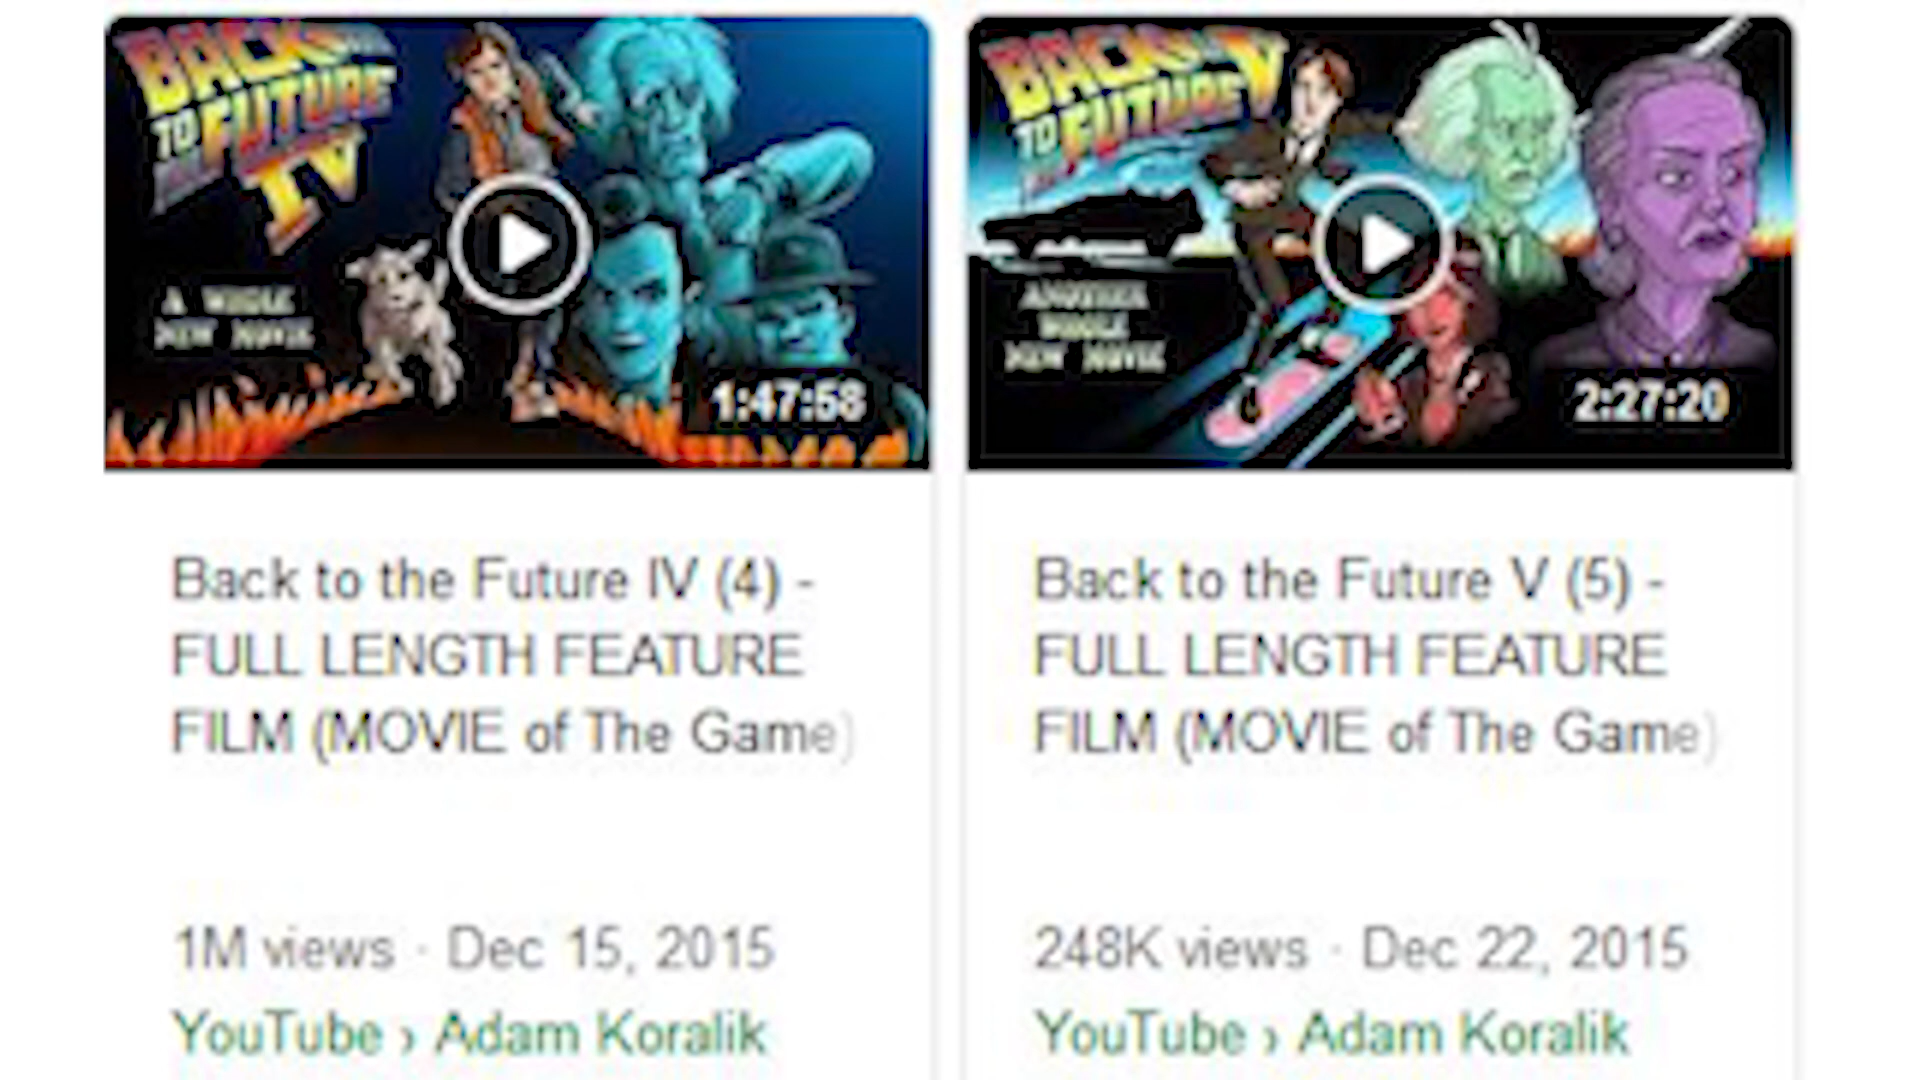 BACK
TO FUTURE
IV
A WHOLE
NEW MOVIE
1:47:58
Back to the Future IV (4) -
FULL LENGTH FEATURE
FILM (MOVIE of The Game)
1M views · Dec 15, 2015
YouTube › Adam Koralik
BACK
TO FUTURE V
ANOTHER
WHOLE
NEW MOVIE
2:27:20
Back to the Future V (5) -
FULL LENGTH FEATURE
FILM (MOVIE of The Game)
248K views · Dec 22, 2015
YouTube › Adam Koralik